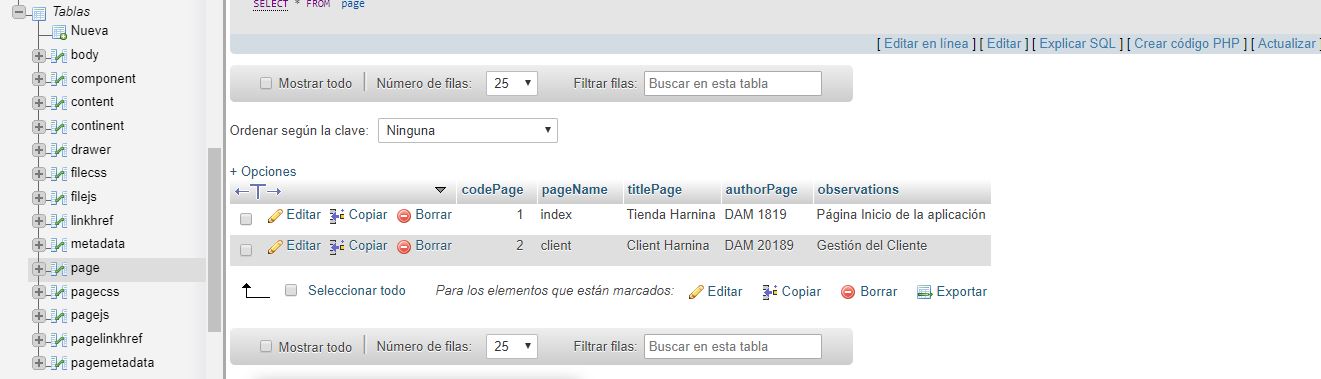 Tablas
Nueva
body
component
content
continent
drawer
filecss
filejs
linkhref
metadata
page
pagecss
pagejs
pagelinkhref
pagemetadata
SELECT * FROM page
[ Editar en línea ] [ Editar ] [ Explicar SQL ] [ Crear código PHP ] [ Actualizar ]
Mostrar todo Número de filas: 25 Filtrar filas: Buscar en esta tabla
Ordenar según la clave: Ninguna
+ Opciones
←T→ codePage pageName titlePage authorPage observations
Editar Copiar Borrar 1 index Tienda Harnina DAM 1819 Página Inicio de la aplicación
Editar Copiar Borrar 2 client Client Harnina DAM 20189 Gestión del Cliente
Seleccionar todo Para los elementos que están marcados: Editar Copiar Borrar Exportar
Mostrar todo Número de filas: 25 Filtrar filas: Buscar en esta tabla